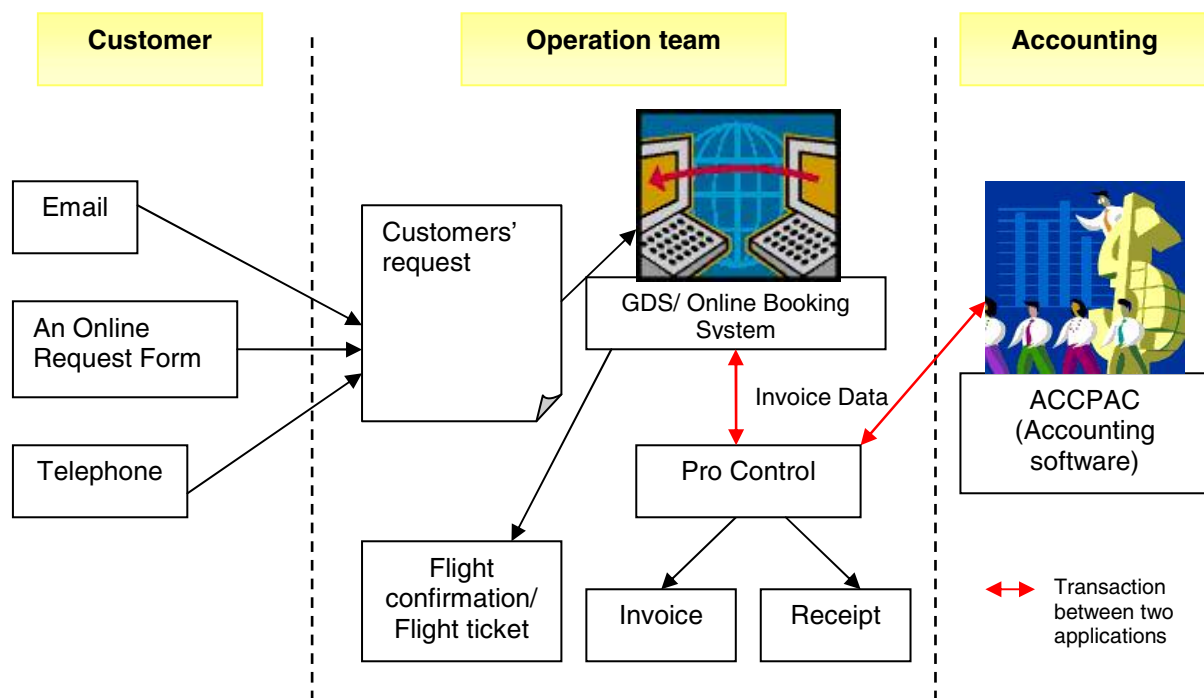 Customer
Operation team
Accounting
Email
An Online
Request Form
Telephone
Customers’
request
GDS/ Online Booking
System
Invoice Data
Pro Control
Flight
confirmation/
Flight ticket
Invoice
Receipt
ACCPAC
(Accounting
software)
Transaction
between two
applications